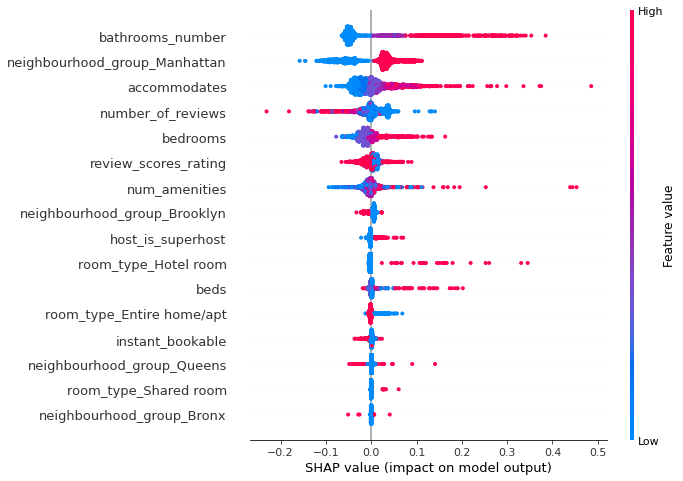 High
bathrooms_number
neighbourhood_group_Manhattan
accommodates
number_of_reviews
bedrooms
review_scores_rating
num_amenities
neighbourhood_group_Brooklyn
host_is_superhost
room_type_Hotel room
beds
room_type_Entire home/apt
instant_bookable
neighbourhood_group_Queens
room_type_Shared room
neighbourhood_group_Bronx
Feature value
Low
−0.2 −0.1 0.0 0.1 0.2 0.3 0.4 0.5
SHAP value (impact on model output)